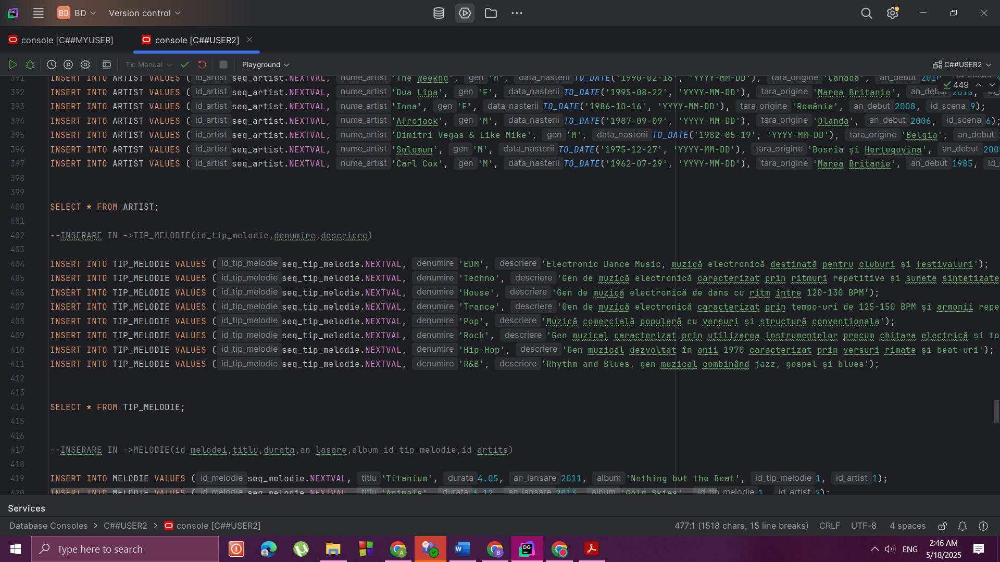 BD BD Version control
console [C##MYUSER] console [C##USER2]
Tx: Manual Playground C##USER2
391 INSERT INTO ARTIST VALUES ( id_artist seq_artist.NEXTVAL, nume_artist 'The Weeknd', gen 'M', data_nasterii TO_DATE('1990-02-16', 'YYYY-MM-DD'), tara_origine 'Canada', an_debut
449
392 INSERT INTO ARTIST VALUES ( id_artist seq_artist.NEXTVAL, nume_artist 'Dua Lipa', gen 'F', data_nasterii TO_DATE('1995-08-22', 'YYYY-MM-DD'), tara_origine 'Marea Britanie', an_debut 2015,
393 INSERT INTO ARTIST VALUES ( id_artist seq_artist.NEXTVAL, nume_artist 'Inna', gen 'F', data_nasterii TO_DATE('1986-10-16', 'YYYY-MM-DD'), tara_origine 'România', an_debut 2008, id_scena 9);
394 INSERT INTO ARTIST VALUES ( id_artist seq_artist.NEXTVAL, nume_artist 'Afrojack', gen 'M', data_nasterii TO_DATE('1987-09-09', 'YYYY-MM-DD'), tara_origine 'Olanda', an_debut 2006, id_scena 6);
395 INSERT INTO ARTIST VALUES ( id_artist seq_artist.NEXTVAL, nume_artist 'Dimitri Vegas & Like Mike', gen 'M', data_nasterii TO_DATE('1982-05-19', 'YYYY-MM-DD'), tara_origine 'Belgia', an_debut
396 INSERT INTO ARTIST VALUES ( id_artist seq_artist.NEXTVAL, nume_artist 'Solomun', gen 'M', data_nasterii TO_DATE('1975-12-27', 'YYYY-MM-DD'), tara_origine 'Bosnia și Hertegovina', an_debut 2005
397 INSERT INTO ARTIST VALUES ( id_artist seq_artist.NEXTVAL, nume_artist 'Carl Cox', gen 'M', data_nasterii TO_DATE('1962-07-29', 'YYYY-MM-DD'), tara_origine 'Marea Britanie', an_debut 1985, id_s
398
399
400 SELECT * FROM ARTIST;
401
402 --INSERARE IN ->TIP_MELODIE(id_tip_melodie,denumire,descriere)
403
404 INSERT INTO TIP_MELODIE VALUES ( id_tip_melodie seq_tip_melodie.NEXTVAL, denumire 'EDM', descriere 'Electronic Dance Music, muzică electronică destinată pentru cluburi și festivaluri');
405 INSERT INTO TIP_MELODIE VALUES ( id_tip_melodie seq_tip_melodie.NEXTVAL, denumire 'Techno', descriere 'Gen de muzică electronică caracterizat prin ritmuri repetitive și sunete sintetizate
406 INSERT INTO TIP_MELODIE VALUES ( id_tip_melodie seq_tip_melodie.NEXTVAL, denumire 'House', descriere 'Gen de muzică electronică de dans cu ritm între 120-130 BPM');
407 INSERT INTO TIP_MELODIE VALUES ( id_tip_melodie seq_tip_melodie.NEXTVAL, denumire 'Trance', descriere 'Gen de muzică electronică caracterizat prin tempo-uri de 125-150 BPM și armonii repe
408 INSERT INTO TIP_MELODIE VALUES ( id_tip_melodie seq_tip_melodie.NEXTVAL, denumire 'Pop', descriere 'Muzică comercială populară cu versuri și structură conventionala');
409 INSERT INTO TIP_MELODIE VALUES ( id_tip_melodie seq_tip_melodie.NEXTVAL, denumire 'Rock', descriere 'Gen muzical caracterizat prin utilizarea instrumentelor precum chitara electrică și to
410 INSERT INTO TIP_MELODIE VALUES ( id_tip_melodie seq_tip_melodie.NEXTVAL, denumire 'Hip-Hop', descriere 'Gen muzical dezvoltat în anii 1970 caracterizat prin versuri rimate și beat-uri');
411 INSERT INTO TIP_MELODIE VALUES ( id_tip_melodie seq_tip_melodie.NEXTVAL, denumire 'R&B', descriere 'Rhythm and Blues, gen muzical combinând jazz, gospel și blues');
412
413
414 SELECT * FROM TIP_MELODIE;
415
416
417 --INSERARE IN ->MELODIE(id_melodei,titlu,durata,an_lasare,album_id_tip_melodie,id_artits)
418
419 INSERT INTO MELODIE VALUES ( id_melodie seq_melodie.NEXTVAL, titlu 'Titanium', durata 4.05, an_lansare 2011, album 'Nothing but the Beat', id_tip_melodie 1, id_artist 1);
420 INSERT INTO MELODIE VALUES ( id_melodie seq_melodie.NEXTVAL, titlu 'Animals', durata 3.12, an_lansare 2013, album 'Gold Skies', id_tip_melodie 1, id_artist 2);
Services
Database Consoles > C##USER2 > console [C##USER2] 477:1 (1518 chars, 15 line breaks) CRLF UTF-8 4 spaces
Type here to search ENG 2:46 AM
5/18/2025